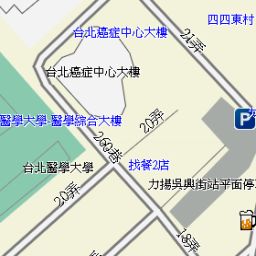 四四東村
台北癌症中心大樓
21弄
台北癌症中心大樓
P
醫學大學-醫學綜合大樓
20弄
260巷
找餐2店
台北醫學大學
力揚吳興街站平面停
20弄
18弄